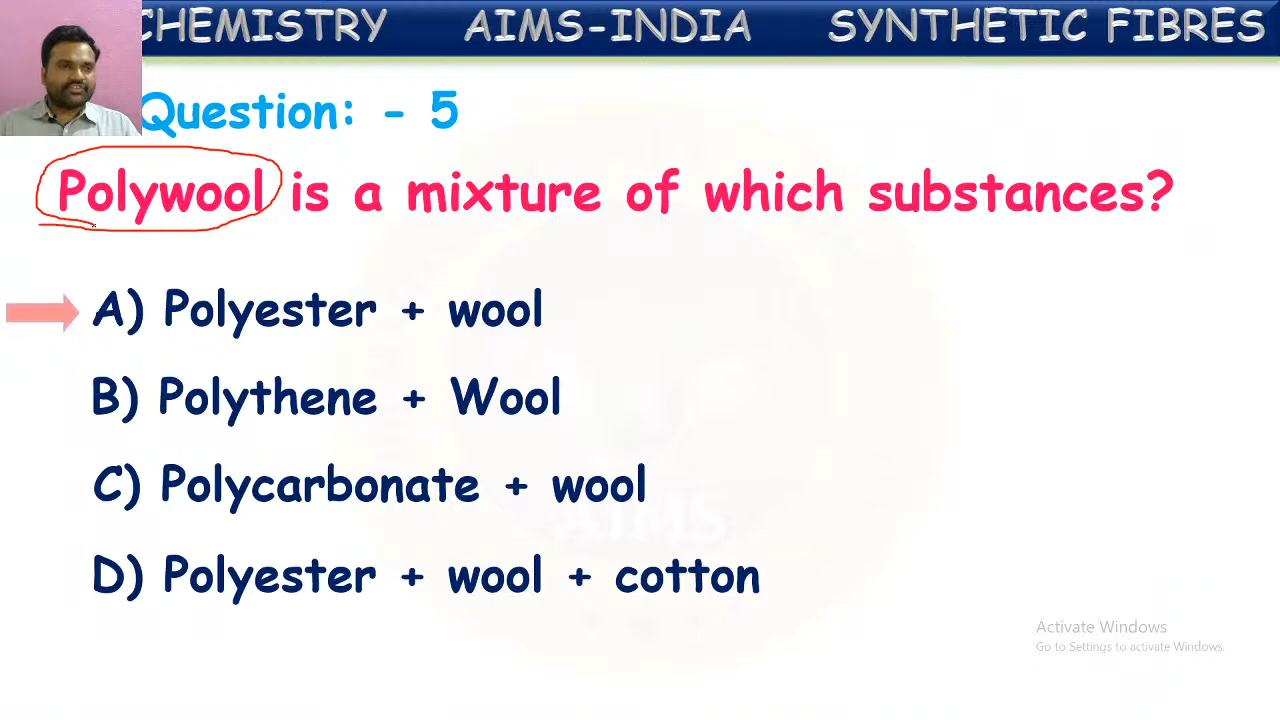 CHEMISTRY AIMS-INDIA SYNTHETIC FIBRES
Question: - 5
Polywool is a mixture of which substances?
A) Polyester + wool
B) Polythene + Wool
C) Polycarbonate + wool
D) Polyester + wool + cotton
AIMS
Activate Windows
Go to Settings to activate Windows.